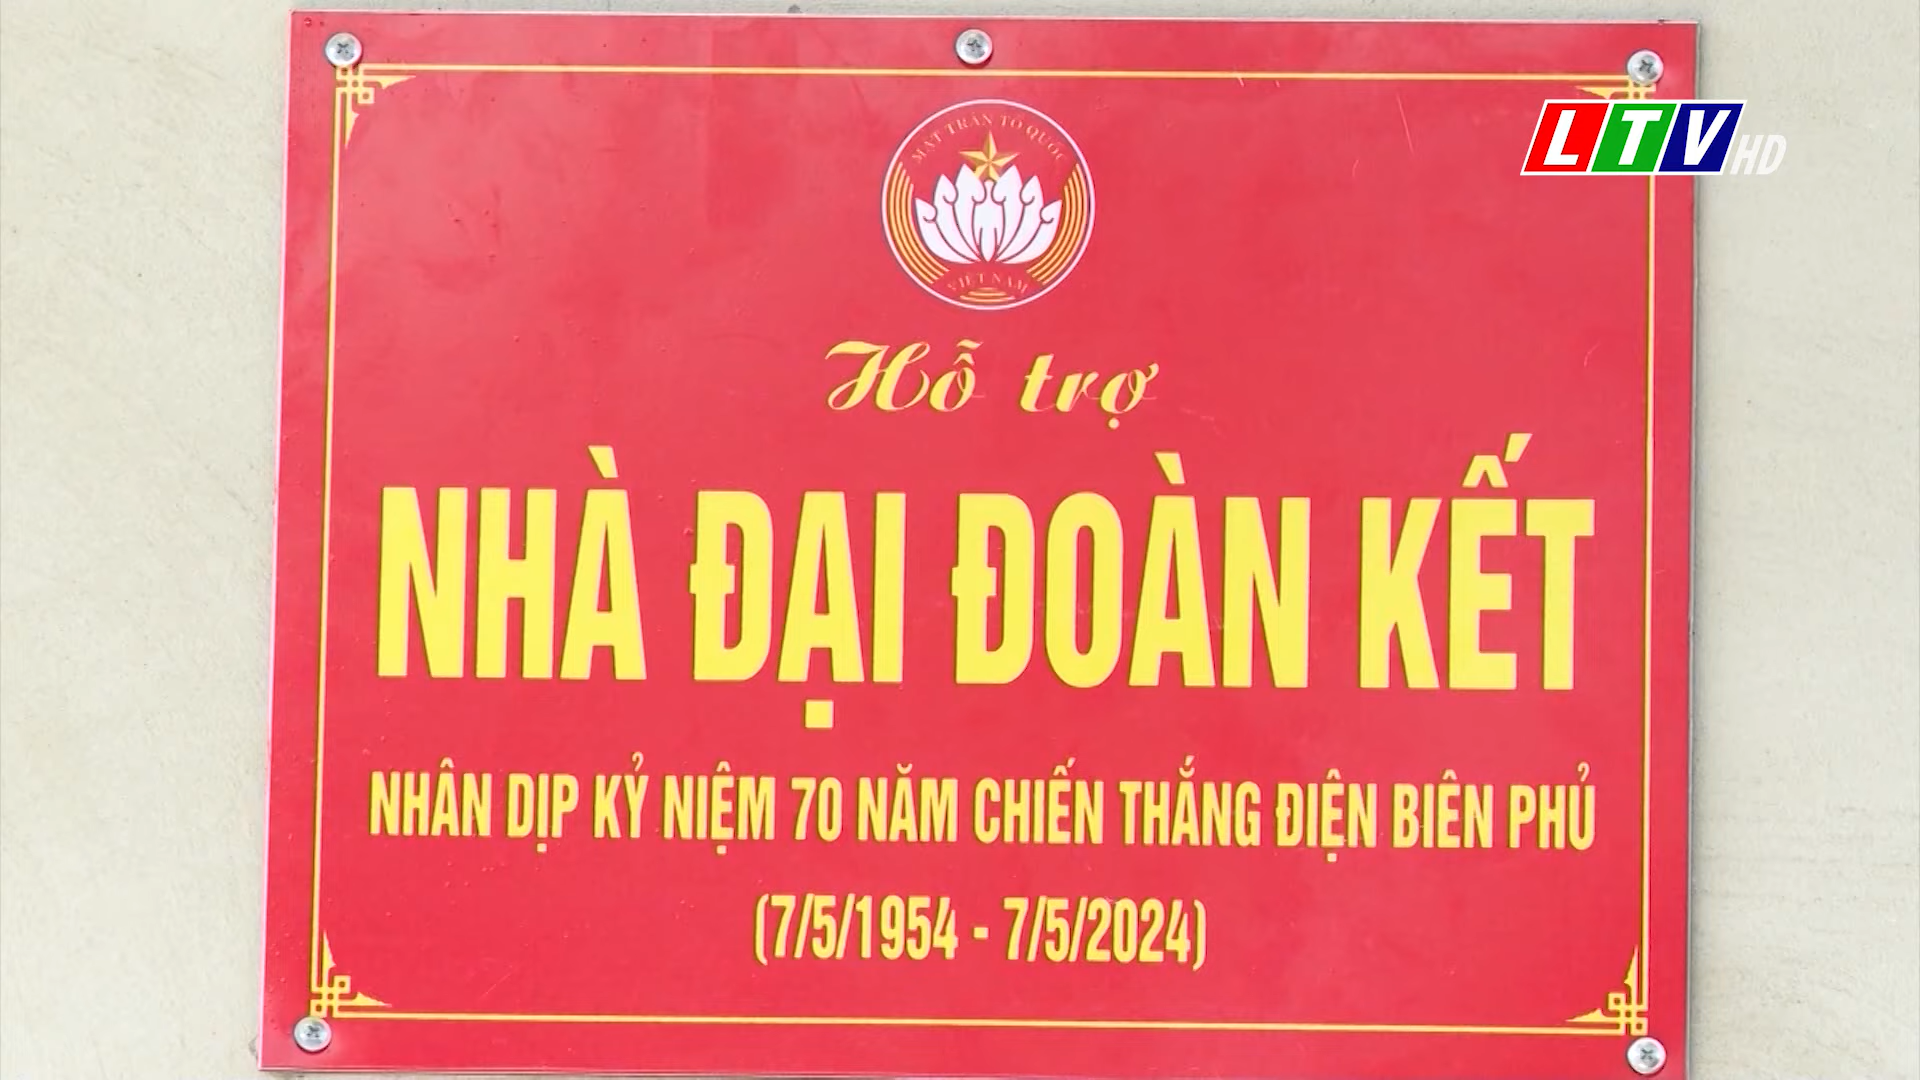 MẶT TRẬN TỔ QUỐC
VIỆT NAM
LTV HD
Hỗ trợ
NHÀ ĐẠI ĐOÀN KẾT
NHÂN DỊP KỶ NIỆM 70 NĂM CHIẾN THẮNG ĐIỆN BIÊN PHỦ
(7/5/1954 - 7/5/2024)